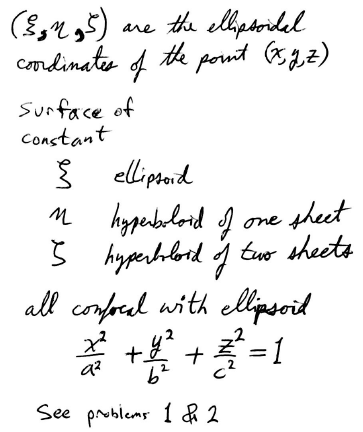 (ξ, η, ζ) are the ellipsoidal
coordinates of the point (x, y, z)
Surface of
constant
ξ ellipsoid
η hyperboloid of one sheet
ζ hyperboloid of two sheets
all confocal with ellipsoid
x²/a² + y²/b² + z²/c² = 1
See problems 1 & 2